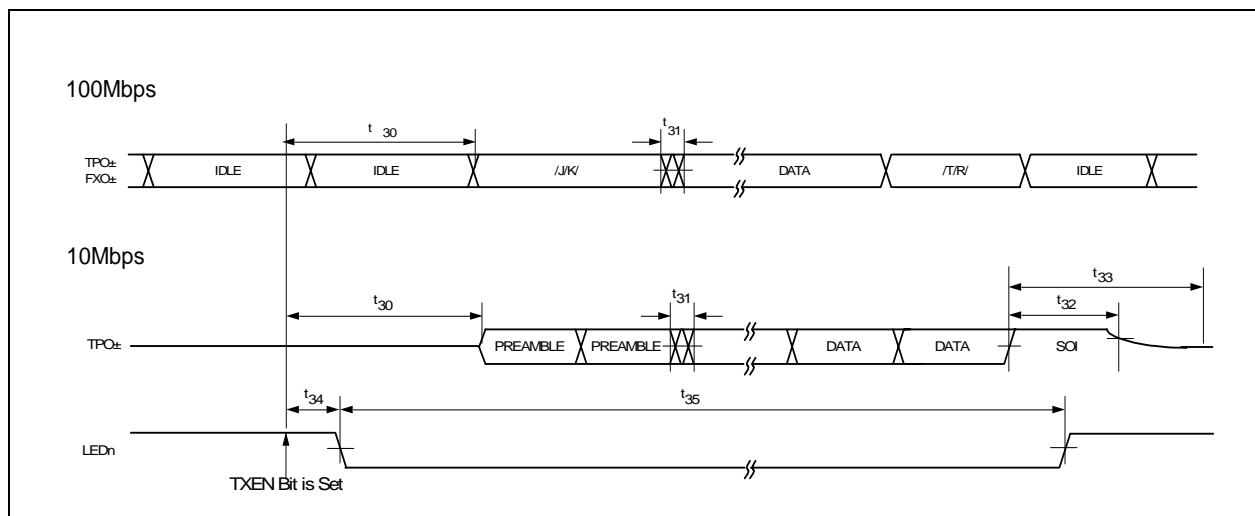 100Mbps
t 30
t31
TPO±
FXO±
IDLE
IDLE
/J/K/
DATA
/T/R/
IDLE
10Mbps
t33
t30
t31
t32
TPO±
PREAMBLE
PREAMBLE
DATA
DATA
SOI
t34
t35
LEDn
TXEN Bit is Set